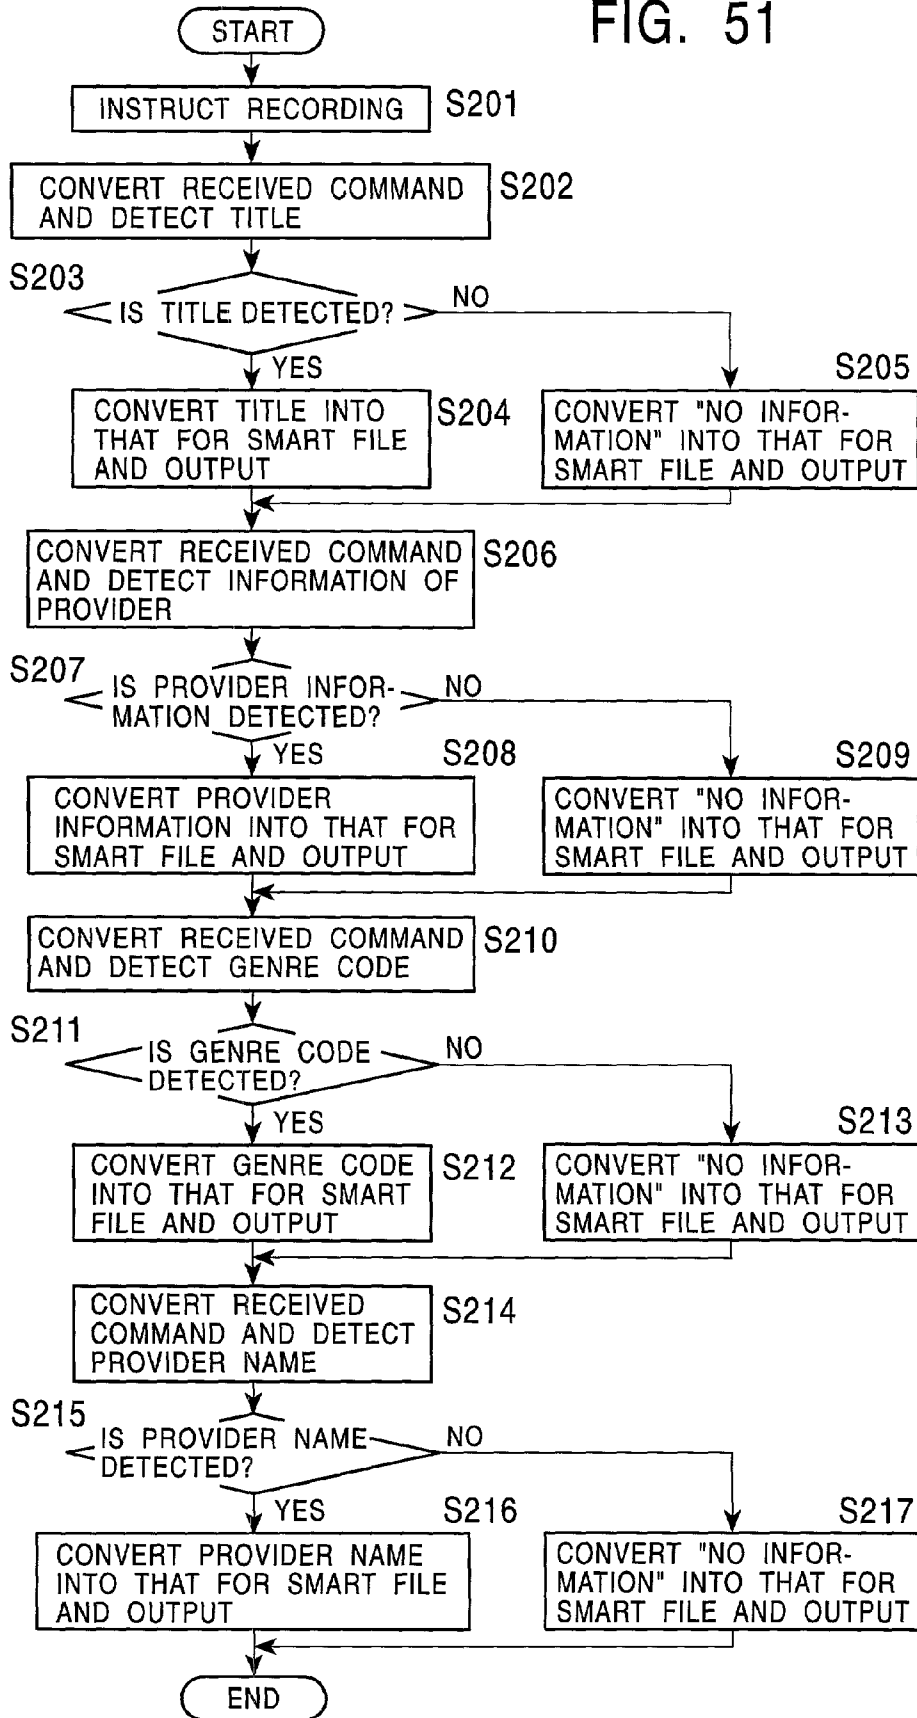 FIG. 51
START
INSTRUCT RECORDING
S201
CONVERT RECEIVED COMMAND
AND DETECT TITLE
S202
S203
IS TITLE DETECTED?
NO
YES
CONVERT TITLE INTO
THAT FOR SMART FILE
AND OUTPUT
S204
S205
CONVERT "NO INFOR-
MATION" INTO THAT FOR
SMART FILE AND OUTPUT
CONVERT RECEIVED COMMAND
AND DETECT INFORMATION OF
PROVIDER
S206
S207
IS PROVIDER INFOR-
MATION DETECTED?
NO
YES
S208
CONVERT PROVIDER
INFORMATION INTO THAT FOR
SMART FILE AND OUTPUT
S209
CONVERT "NO INFOR-
MATION" INTO THAT FOR
SMART FILE AND OUTPUT
CONVERT RECEIVED COMMAND
AND DETECT GENRE CODE
S210
S211
IS GENRE CODE
DETECTED?
NO
YES
CONVERT GENRE CODE
INTO THAT FOR SMART
FILE AND OUTPUT
S212
S213
CONVERT "NO INFOR-
MATION" INTO THAT FOR
SMART FILE AND OUTPUT
CONVERT RECEIVED
COMMAND AND DETECT
PROVIDER NAME
S214
S215
IS PROVIDER NAME
DETECTED?
NO
YES
S216
CONVERT PROVIDER NAME
INTO THAT FOR SMART FILE
AND OUTPUT
S217
CONVERT "NO INFOR-
MATION" INTO THAT FOR
SMART FILE AND OUTPUT
END